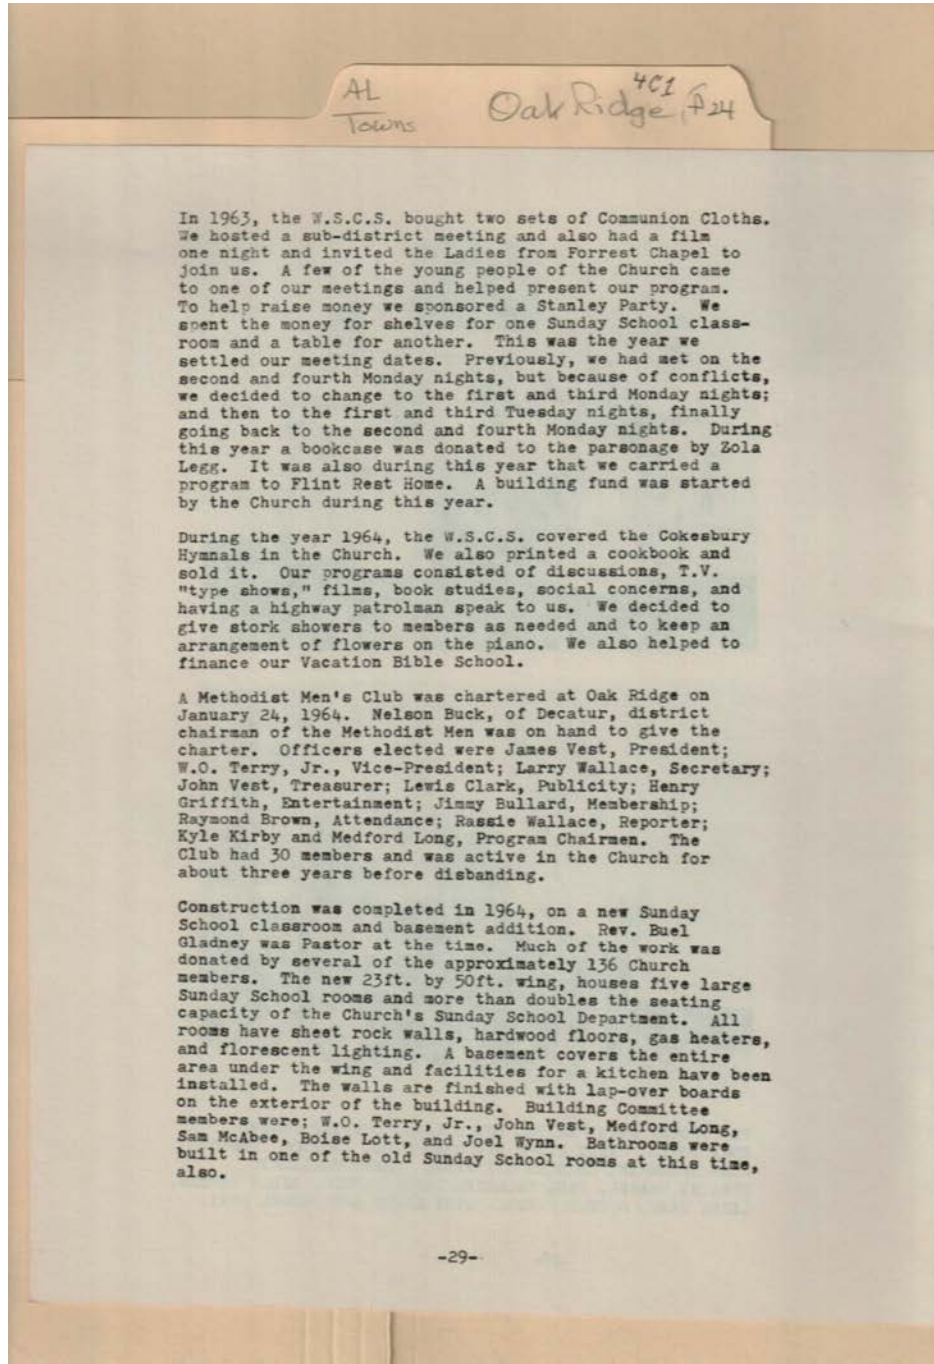 AL
Towns
Oak Ridge, 4C1 F24
In 1963, the W.S.C.S. bought two sets of Communion Cloths.
We hosted a sub-district meeting and also had a film
one night and invited the Ladies from Forrest Chapel to
join us. A few of the young people of the Church came
to one of our meetings and helped present our program.
To help raise money we sponsored a Stanley Party. We
spent the money for shelves for one Sunday School class-
room and a table for another. This was the year we
settled our meeting dates. Previously, we had met on the
second and fourth Monday nights, but because of conflicts,
we decided to change to the first and third Monday nights;
and then to the first and third Tuesday nights, finally
going back to the second and fourth Monday nights. During
this year a bookcase was donated to the parsonage by Zola
Legg. It was also during this year that we carried a
program to Flint Rest Home. A building fund was started
by the Church during this year.
During the year 1964, the W.S.C.S. covered the Cokesbury
Hymnals in the Church. We also printed a cookbook and
sold it. Our programs consisted of discussions, T.V.
"type shows," films, book studies, social concerns, and
having a highway patrolman speak to us. We decided to
give stork showers to members as needed and to keep an
arrangement of flowers on the piano. We also helped to
finance our Vacation Bible School.
A Methodist Men's Club was chartered at Oak Ridge on
January 24, 1964. Nelson Buck, of Decatur, district
chairman of the Methodist Men was on hand to give the
charter. Officers elected were James Vest, President;
W.O. Terry, Jr., Vice-President; Larry Wallace, Secretary;
John Vest, Treasurer; Lewis Clark, Publicity; Henry
Griffith, Entertainment; Jimmy Bullard, Membership;
Raymond Brown, Attendance; Rassie Wallace, Reporter;
Kyle Kirby and Medford Long, Program Chairmen. The
Club had 30 members and was active in the Church for
about three years before disbanding.
Construction was completed in 1964, on a new Sunday
School classroom and basement addition. Rev. Buel
Gladney was Pastor at the time. Much of the work was
donated by several of the approximately 136 Church
members. The new 23ft. by 50ft. wing, houses five large
Sunday School rooms and more than doubles the seating
capacity of the Church's Sunday School Department. All
rooms have sheet rock walls, hardwood floors, gas heaters,
and florescent lighting. A basement covers the entire
area under the wing and facilities for a kitchen have been
installed. The walls are finished with lap-over boards
on the exterior of the building. Building Committee
members were; W.O. Terry, Jr., John Vest, Medford Long,
Sam McAbee, Boise Lott, and Joel Wynn. Bathrooms were
built in one of the old Sunday School rooms at this time,
also.
-29-